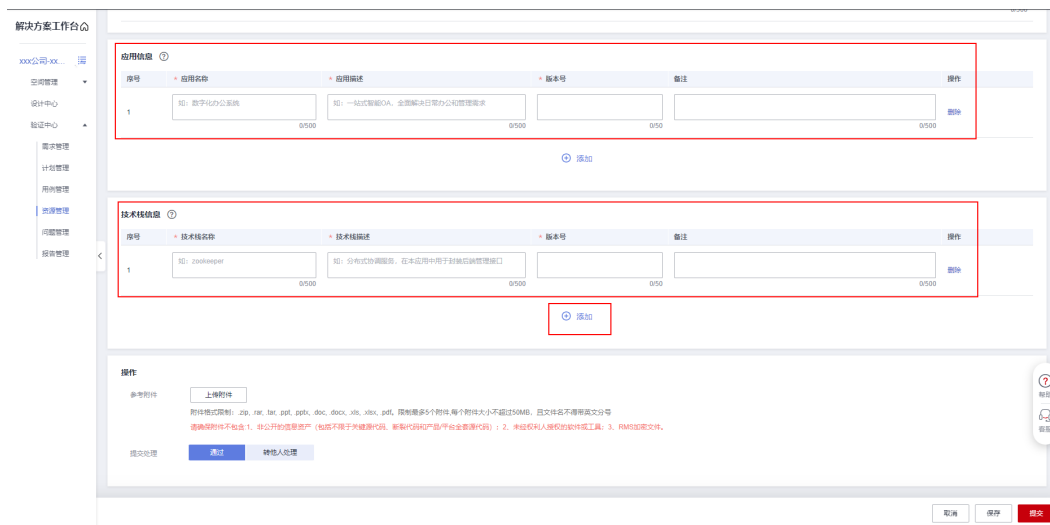 0/500
解决方案工作台
xxx公司-xx...
空间管理
设计中心
验证中心
需求管理
计划管理
用例管理
资源管理
问题管理
报告管理
应用信息 ?
序号 * 应用名称 * 应用描述 * 版本号 备注 操作
1 如：数字化办公系统 如：一站式智能OA、全面解决日常办公和管理需求 删除
0/500 0/500 0/50 0/500
添加
技术栈信息 ?
序号 * 技术栈名称 * 技术栈描述 * 版本号 备注 操作
1 如：zookeeper 如：分布式协调服务、在本应用中用于封装后端管理接口 删除
0/500 0/500 0/50 0/500
添加
操作
参考附件 上传附件
附件格式限制：.zip, .rar, .tar, .ppt, .pptx, .doc, .docx, .xls, .xlsx, .pdf。限制最多5个附件,每个附件大小不超过50MB，且文件名不得带英文分号
请确保附件不包含:1、非公开的信息资产（包括不限于关键源代码、新裂代码和产品/平台全套源代码）；2、未经权利人授权的软件或工具；3、RMS加密文件。
提交处理 通过 转他人处理
取消 保存 提交